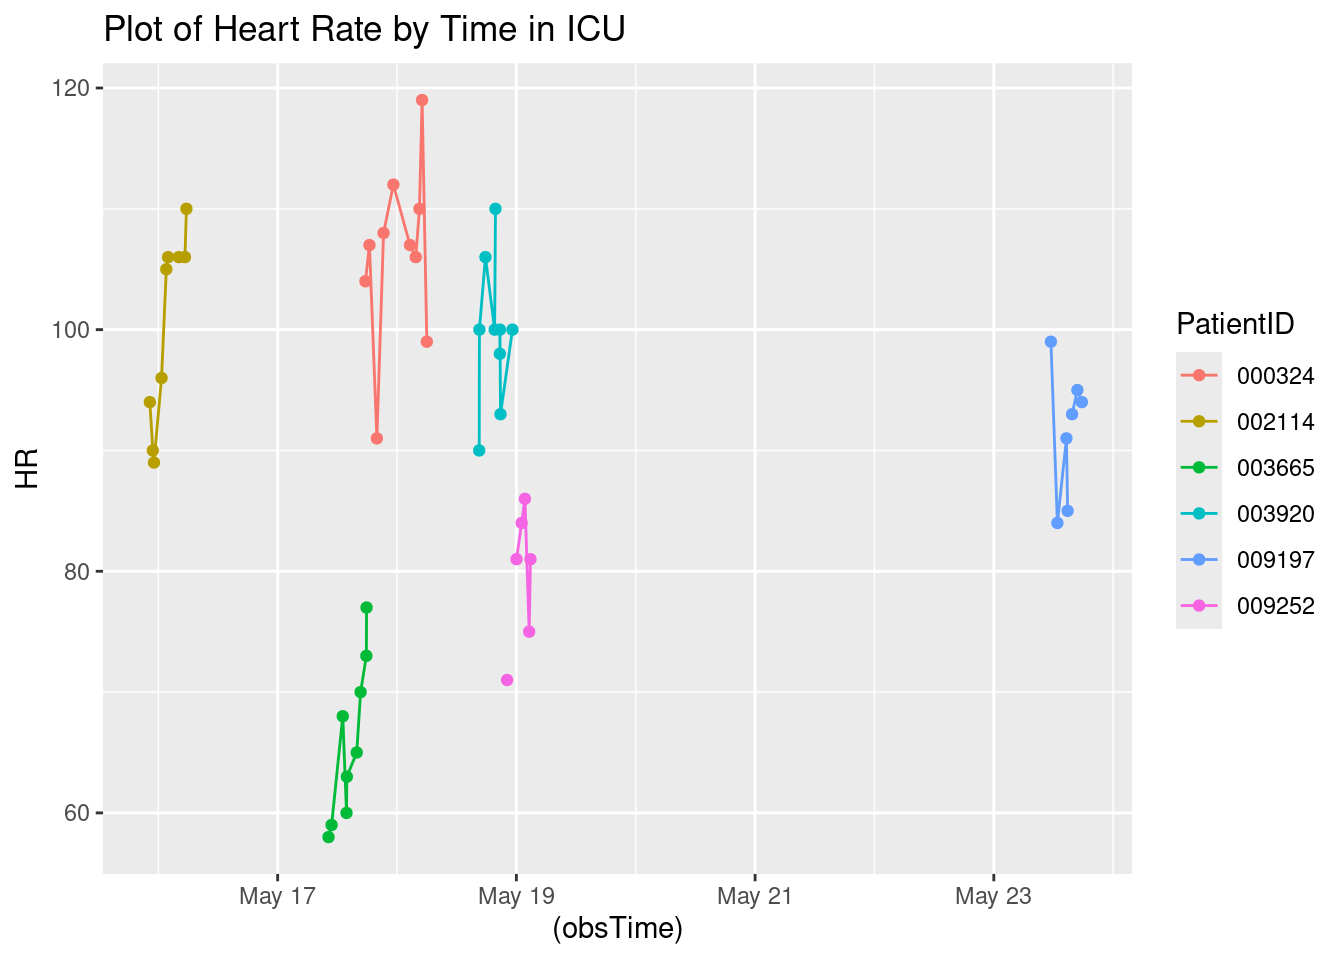 Plot of Heart Rate by Time in ICU
120
100
80
60
HR
May 17
May 19
May 21
May 23
(obsTime)
PatientID
000324
002114
003665
003920
009197
009252